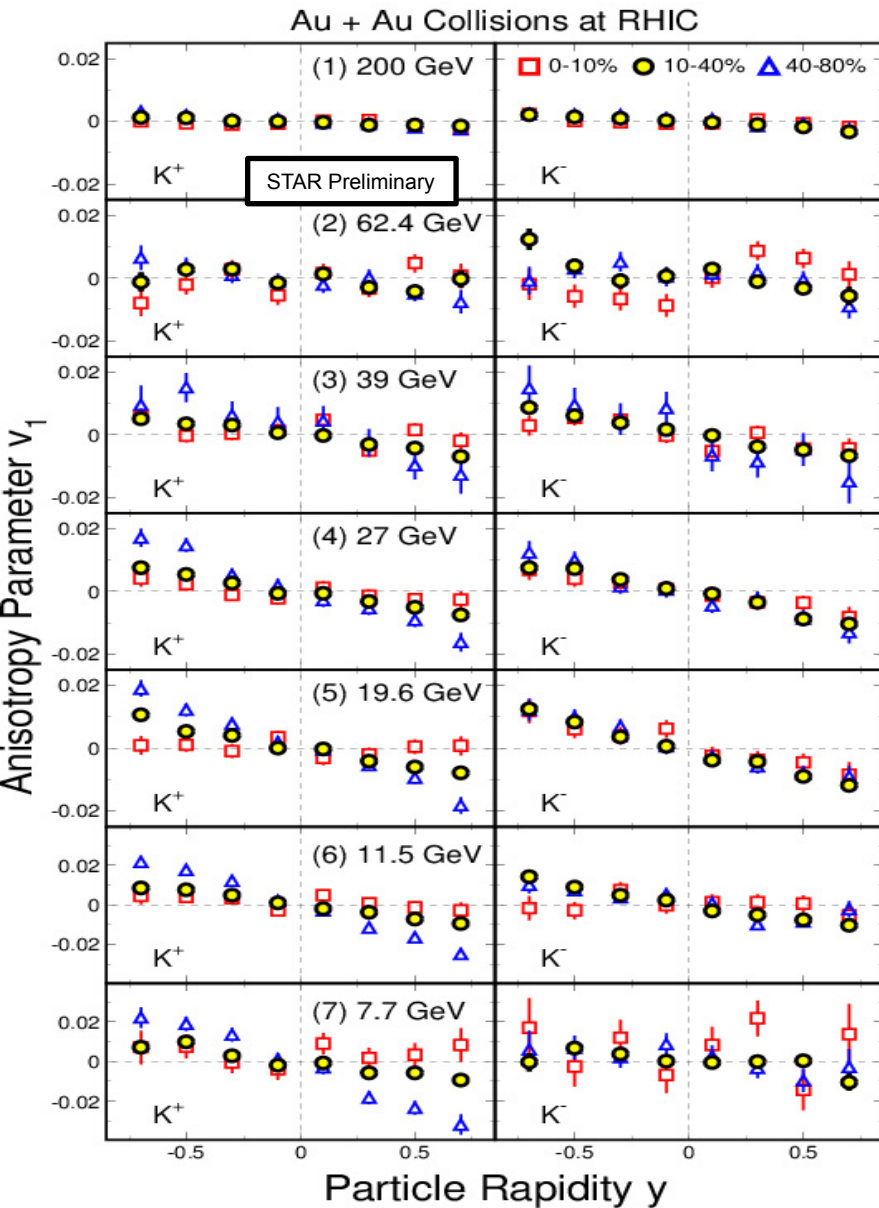 Au + Au Collisions at RHIC
0.02
(1) 200 GeV
0-10%
10-40%
40-80%
0
-0.02
K+
STAR Preliminary
K-
0.02
(2) 62.4 GeV
0
-0.02
K+
K-
0.02
(3) 39 GeV
0
-0.02
K+
K-
0.02
(4) 27 GeV
0
-0.02
K+
K-
0.02
(5) 19.6 GeV
0
-0.02
K+
K-
0.02
(6) 11.5 GeV
0
-0.02
K+
K-
0.02
(7) 7.7 GeV
0
-0.02
K+
K-
-0.5
0
0.5
-0.5
0
0.5
Anisotropy Parameter v1
Particle Rapidity y